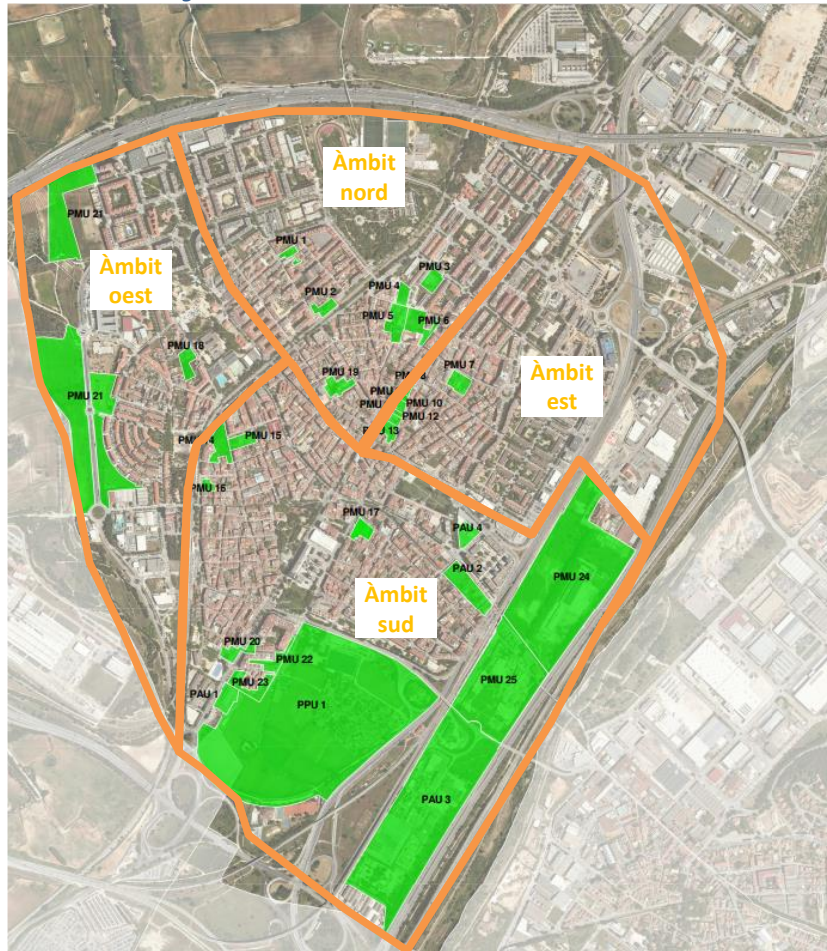 Àmbit
nord
PMU 21
PMU 1
Àmbit
oest
PMU 3
PMU 4
PMU 2
PMU 5
PMU 6
PMU 18
PMU 19
PMU 7
Àmbit
est
PMU 21
PMU 10
PMU 12
PMU 13
PMU 15
PMU 16
PMU 17
PAU 4
PAU 2
PMU 24
Àmbit
sud
PMU 20
PMU 22
PMU 23
PMU 25
PAU 1
PPU 1
PAU 3